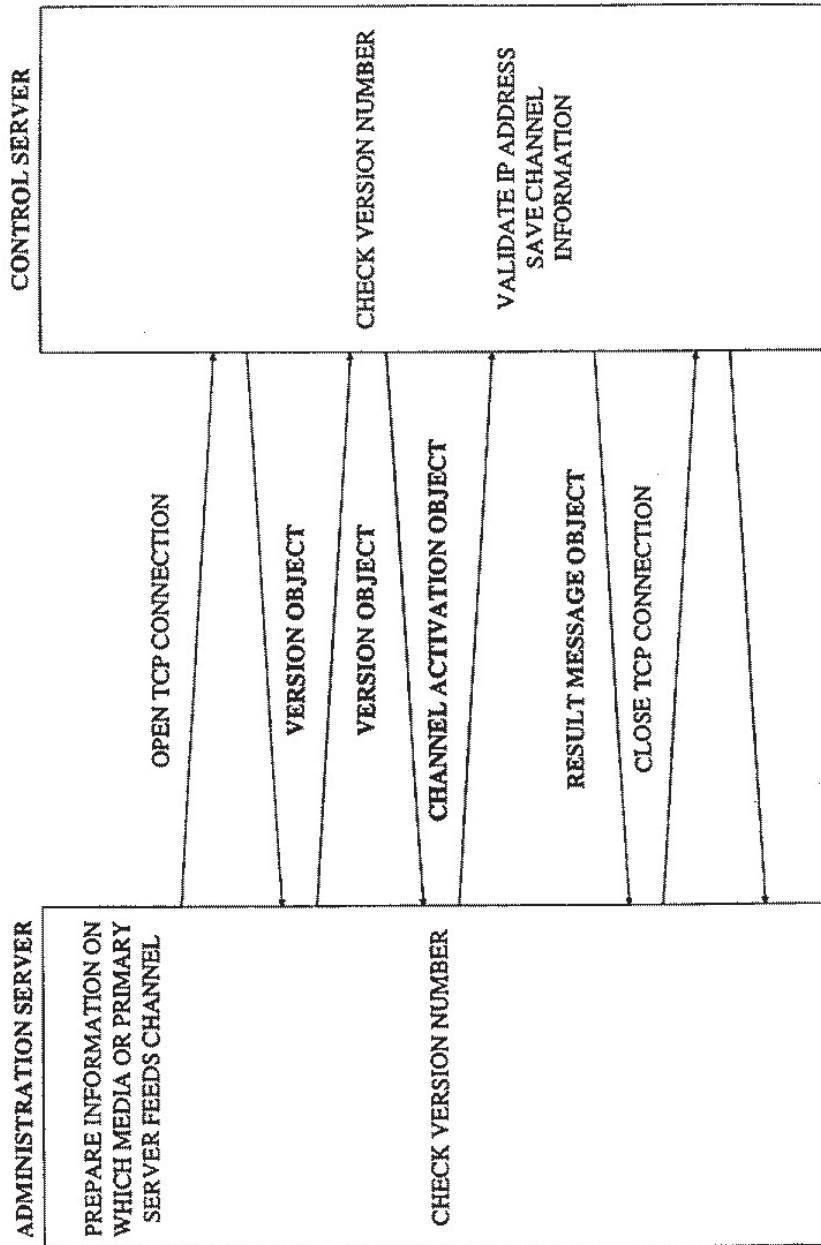 ADMINISTRATION SERVER
CONTROL SERVER
PREPARE INFORMATION ON
WHICH MEDIA OR PRIMARY
SERVER FEEDS CHANNEL
OPEN TCP CONNECTION
VERSION OBJECT
VERSION OBJECT
CHECK VERSION NUMBER
CHECK VERSION NUMBER
CHANNEL ACTIVATION OBJECT
VALIDATE IP ADDRESS
SAVE CHANNEL
INFORMATION
RESULT MESSAGE OBJECT
CLOSE TCP CONNECTION